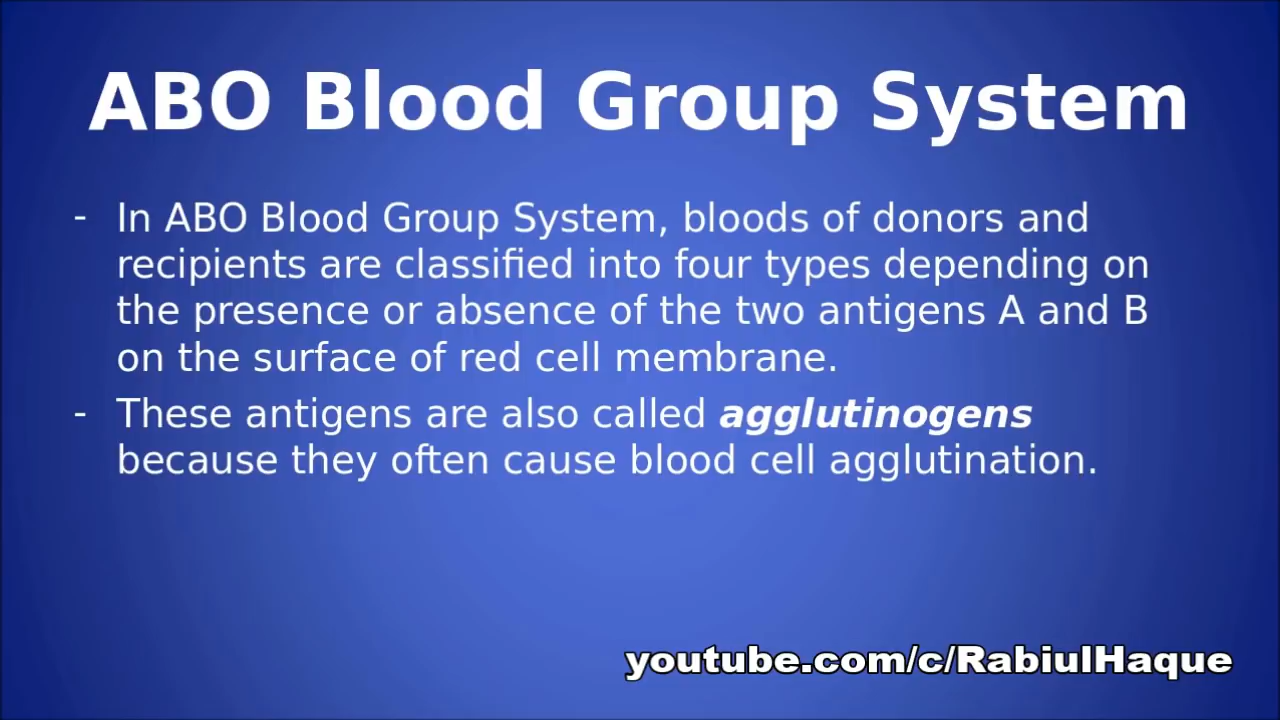 ABO Blood Group System
- In ABO Blood Group System, bloods of donors and
recipients are classified into four types depending on
the presence or absence of the two antigens A and B
on the surface of red cell membrane.
- These antigens are also called agglutinogens
because they often cause blood cell agglutination.
youtube.com/c/RabiulHaque